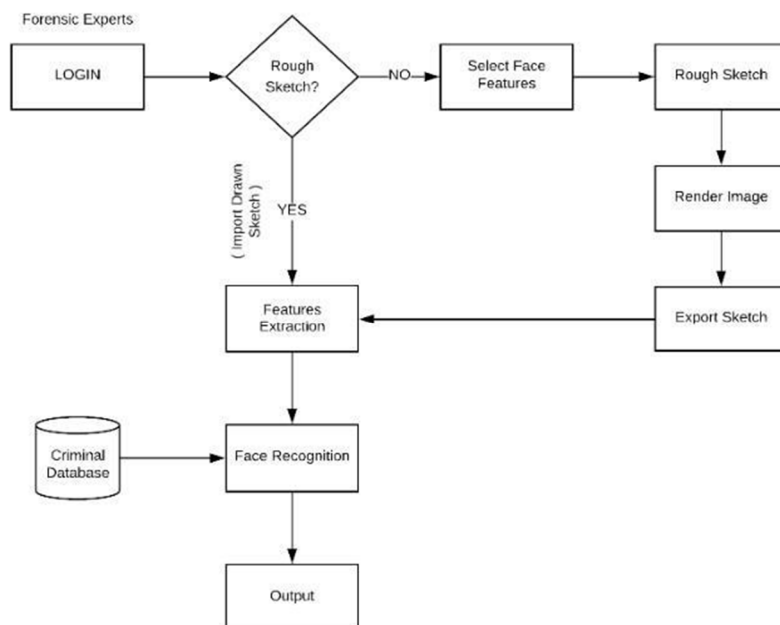 Forensic Experts
LOGIN
Rough
Sketch?
NO
Select Face
Features
Rough Sketch
( Import Drawn
Sketch )
YES
Render Image
Features
Extraction
Export Sketch
Criminal
Database
Face Recognition
Output